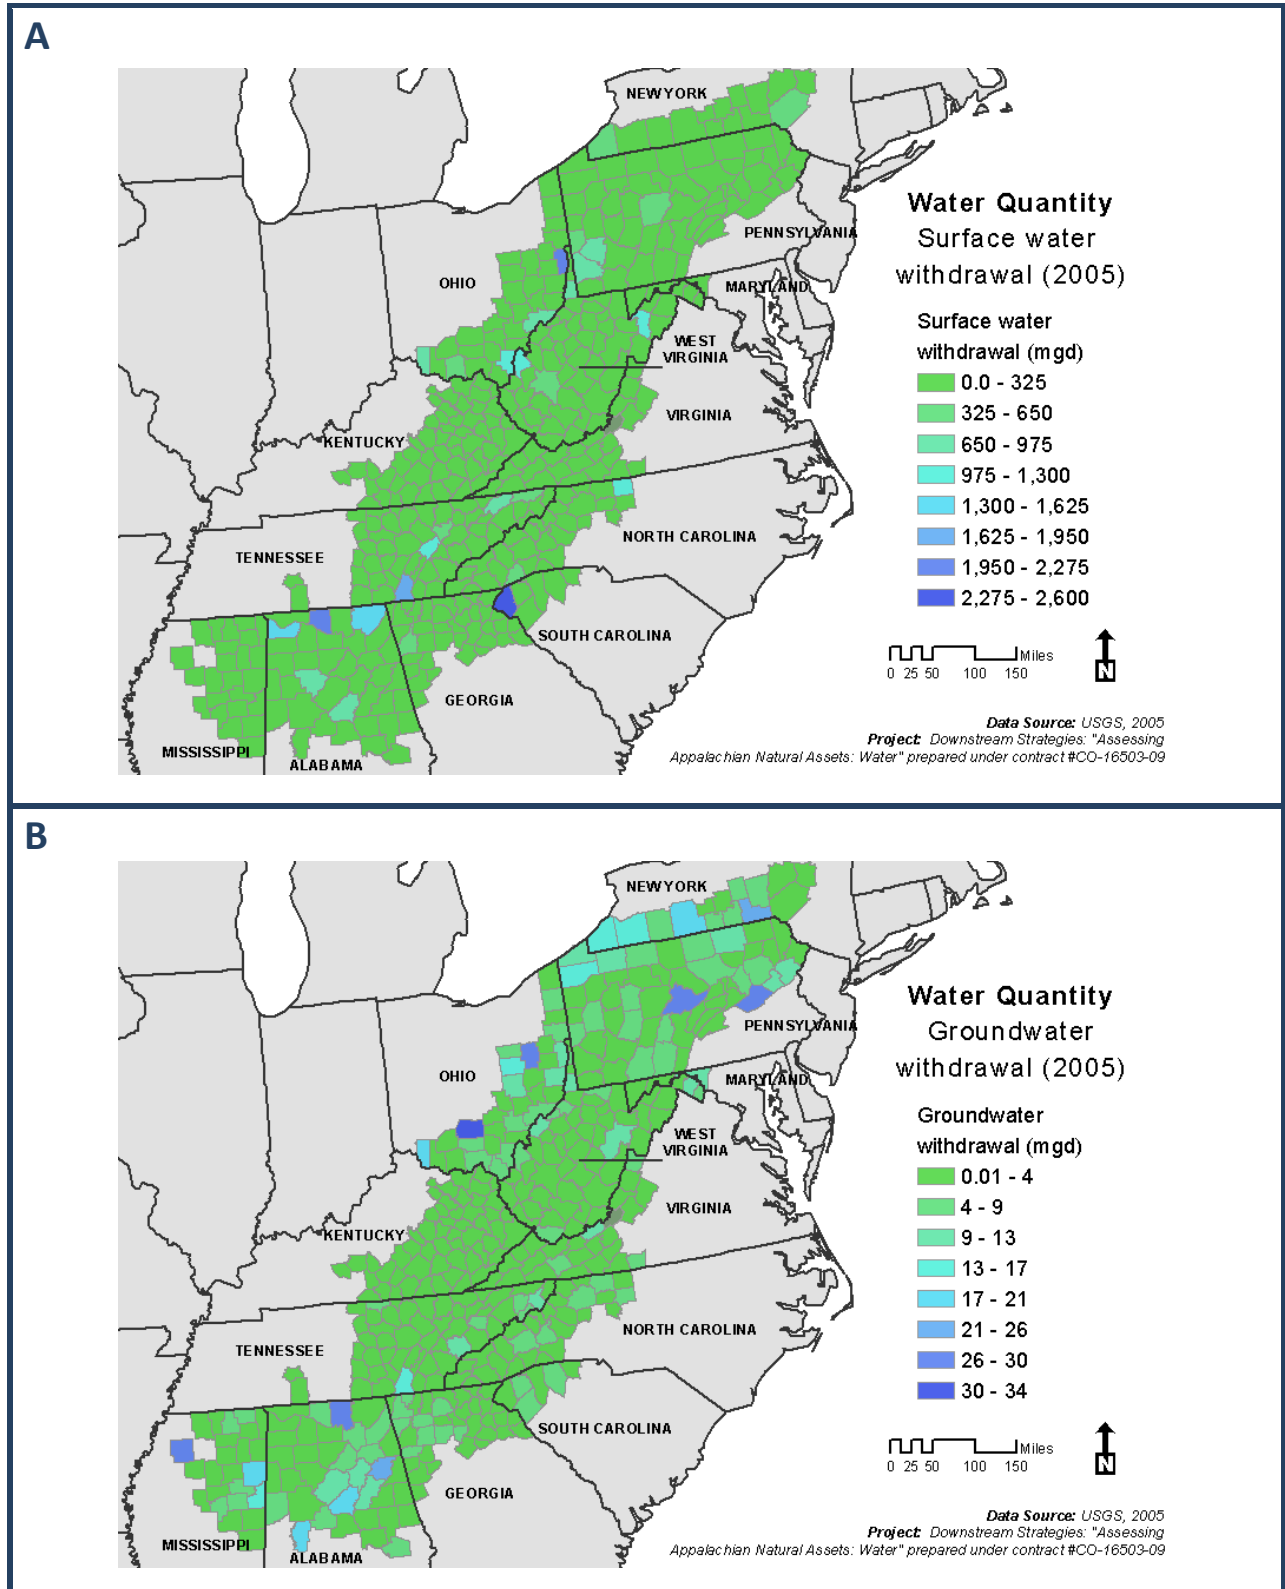 A
NEW YORK
PENNSYLVANIA
OHIO
MARYLAND
WEST
VIRGINIA
VIRGINIA
KENTUCKY
NORTH CAROLINA
TENNESSEE
SOUTH CAROLINA
GEORGIA
MISSISSIPPI
ALABAMA
Water Quantity
Surface water
withdrawal (2005)
Surface water
withdrawal (mgd)
0.0 - 325
325 - 650
650 - 975
975 - 1,300
1,300 - 1,625
1,625 - 1,950
1,950 - 2,275
2,275 - 2,600
Miles
0 25 50 100 150
N
Data Source: USGS, 2005
Project: Downstream Strategies: "Assessing
Appalachian Natural Assets: Water" prepared under contract #CO-16503-09
B
NEW YORK
PENNSYLVANIA
OHIO
MARYLAND
WEST
VIRGINIA
VIRGINIA
KENTUCKY
NORTH CAROLINA
TENNESSEE
SOUTH CAROLINA
GEORGIA
MISSISSIPPI
ALABAMA
Water Quantity
Groundwater
withdrawal (2005)
Groundwater
withdrawal (mgd)
0.01 - 4
4 - 9
9 - 13
13 - 17
17 - 21
21 - 26
26 - 30
30 - 34
Miles
0 25 50 100 150
N
Data Source: USGS, 2005
Project: Downstream Strategies: "Assessing
Appalachian Natural Assets: Water" prepared under contract #CO-16503-09